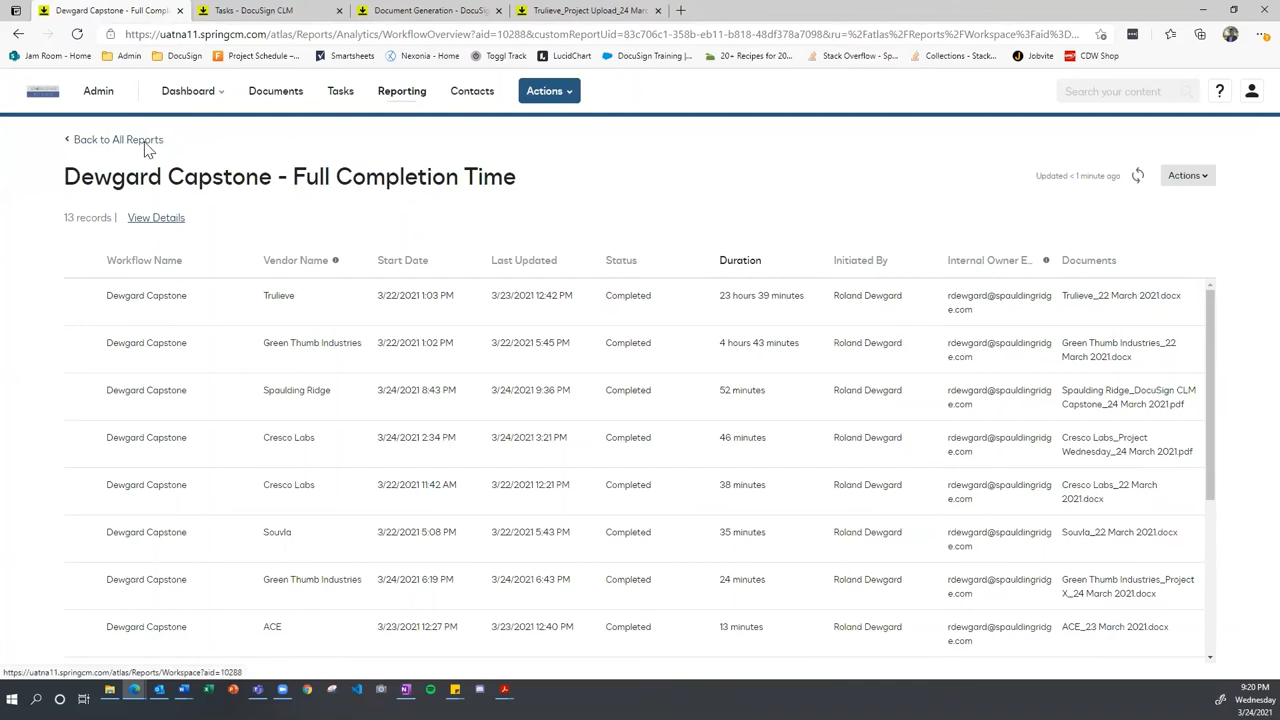 Dewgard Capstone - Full Comple
Tasks - DocuSign CLM
Document Generation - DocuSig
Trulieve_Project Upload_24 Marc
https://uatna11.springcm.com/atlas/Reports/Analytics/WorkflowOverview?aid=10288&customReportUid=83c706c1-358b-eb11-b818-48df378a7098&ru=%2Fatlas%2FReports%2FWorkspace%3Faid%3D...
Jam Room - Home
Admin
DocuSign
Project Schedule –...
Smartsheets
Nexonia - Home
Toggl Track
LucidChart
DocuSign Training |...
20+ Recipes for 20...
Stack Overflow - Sp...
Collections - Stack...
Jobvite
CDW Shop
Admin
Dashboard
Documents
Tasks
Reporting
Contacts
Actions
Search your content
?
Back to All Reports
Dewgard Capstone - Full Completion Time
Updated < 1 minute ago
Actions
13 records |
View Details
Workflow Name Vendor Name Start Date Last Updated Status Duration Initiated By Internal Owner E... Documents
Dewgard Capstone Trulieve 3/22/2021 1:03 PM 3/23/2021 12:42 PM Completed 23 hours 39 minutes Roland Dewgard rdewgard@spauldingridg Trulieve_22 March 2021.docx
e.com
Dewgard Capstone Green Thumb Industries 3/22/2021 1:02 PM 3/22/2021 5:45 PM Completed 4 hours 43 minutes Roland Dewgard rdewgard@spauldingridg Green Thumb Industries_22
e.com March 2021.docx
Dewgard Capstone Spaulding Ridge 3/24/2021 8:43 PM 3/24/2021 9:36 PM Completed 52 minutes Roland Dewgard rdewgard@spauldingridg Spaulding Ridge_DocuSign CLM
e.com Capstone_24 March 2021.pdf
Dewgard Capstone Cresco Labs 3/24/2021 2:34 PM 3/24/2021 3:21 PM Completed 46 minutes Roland Dewgard rdewgard@spauldingridg Cresco Labs_Project
e.com Wednesday_24 March 2021.pdf
Dewgard Capstone Cresco Labs 3/22/2021 11:42 AM 3/22/2021 12:21 PM Completed 38 minutes Roland Dewgard rdewgard@spauldingridg Cresco Labs_22 March
e.com 2021.docx
Dewgard Capstone Souvla 3/22/2021 5:08 PM 3/22/2021 5:43 PM Completed 35 minutes Roland Dewgard rdewgard@spauldingridg Souvla_22 March 2021.docx
e.com
Dewgard Capstone Green Thumb Industries 3/24/2021 6:19 PM 3/24/2021 6:43 PM Completed 24 minutes Roland Dewgard rdewgard@spauldingridg Green Thumb Industries_Project
e.com X_24 March 2021.docx
Dewgard Capstone ACE 3/23/2021 12:27 PM 3/23/2021 12:40 PM Completed 13 minutes Roland Dewgard rdewgard@spauldingridg ACE_23 March 2021.docx
e.com
https://uatna11.springcm.com/atlas/Reports/Workspace?aid=10288
9:20 PM
Wednesday
3/24/2021